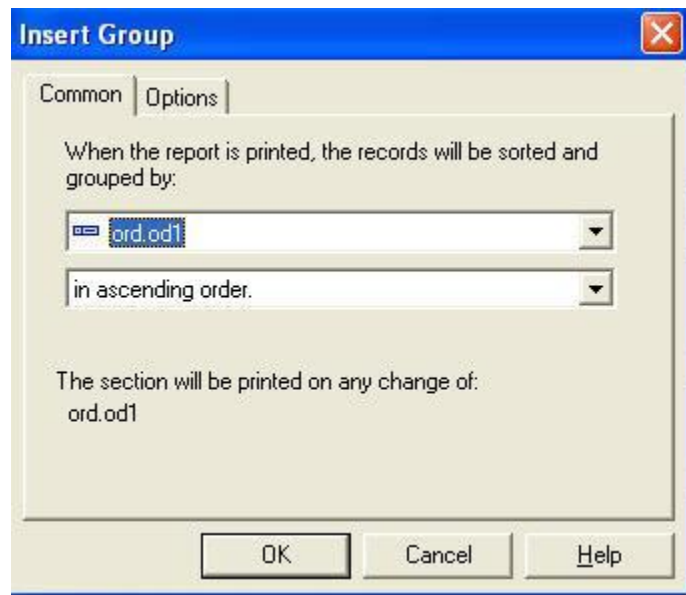 Insert Group
Common Options
When the report is printed, the records will be sorted and
grouped by:
ord.od1
in ascending order.
The section will be printed on any change of:
ord.od1
OK Cancel Help